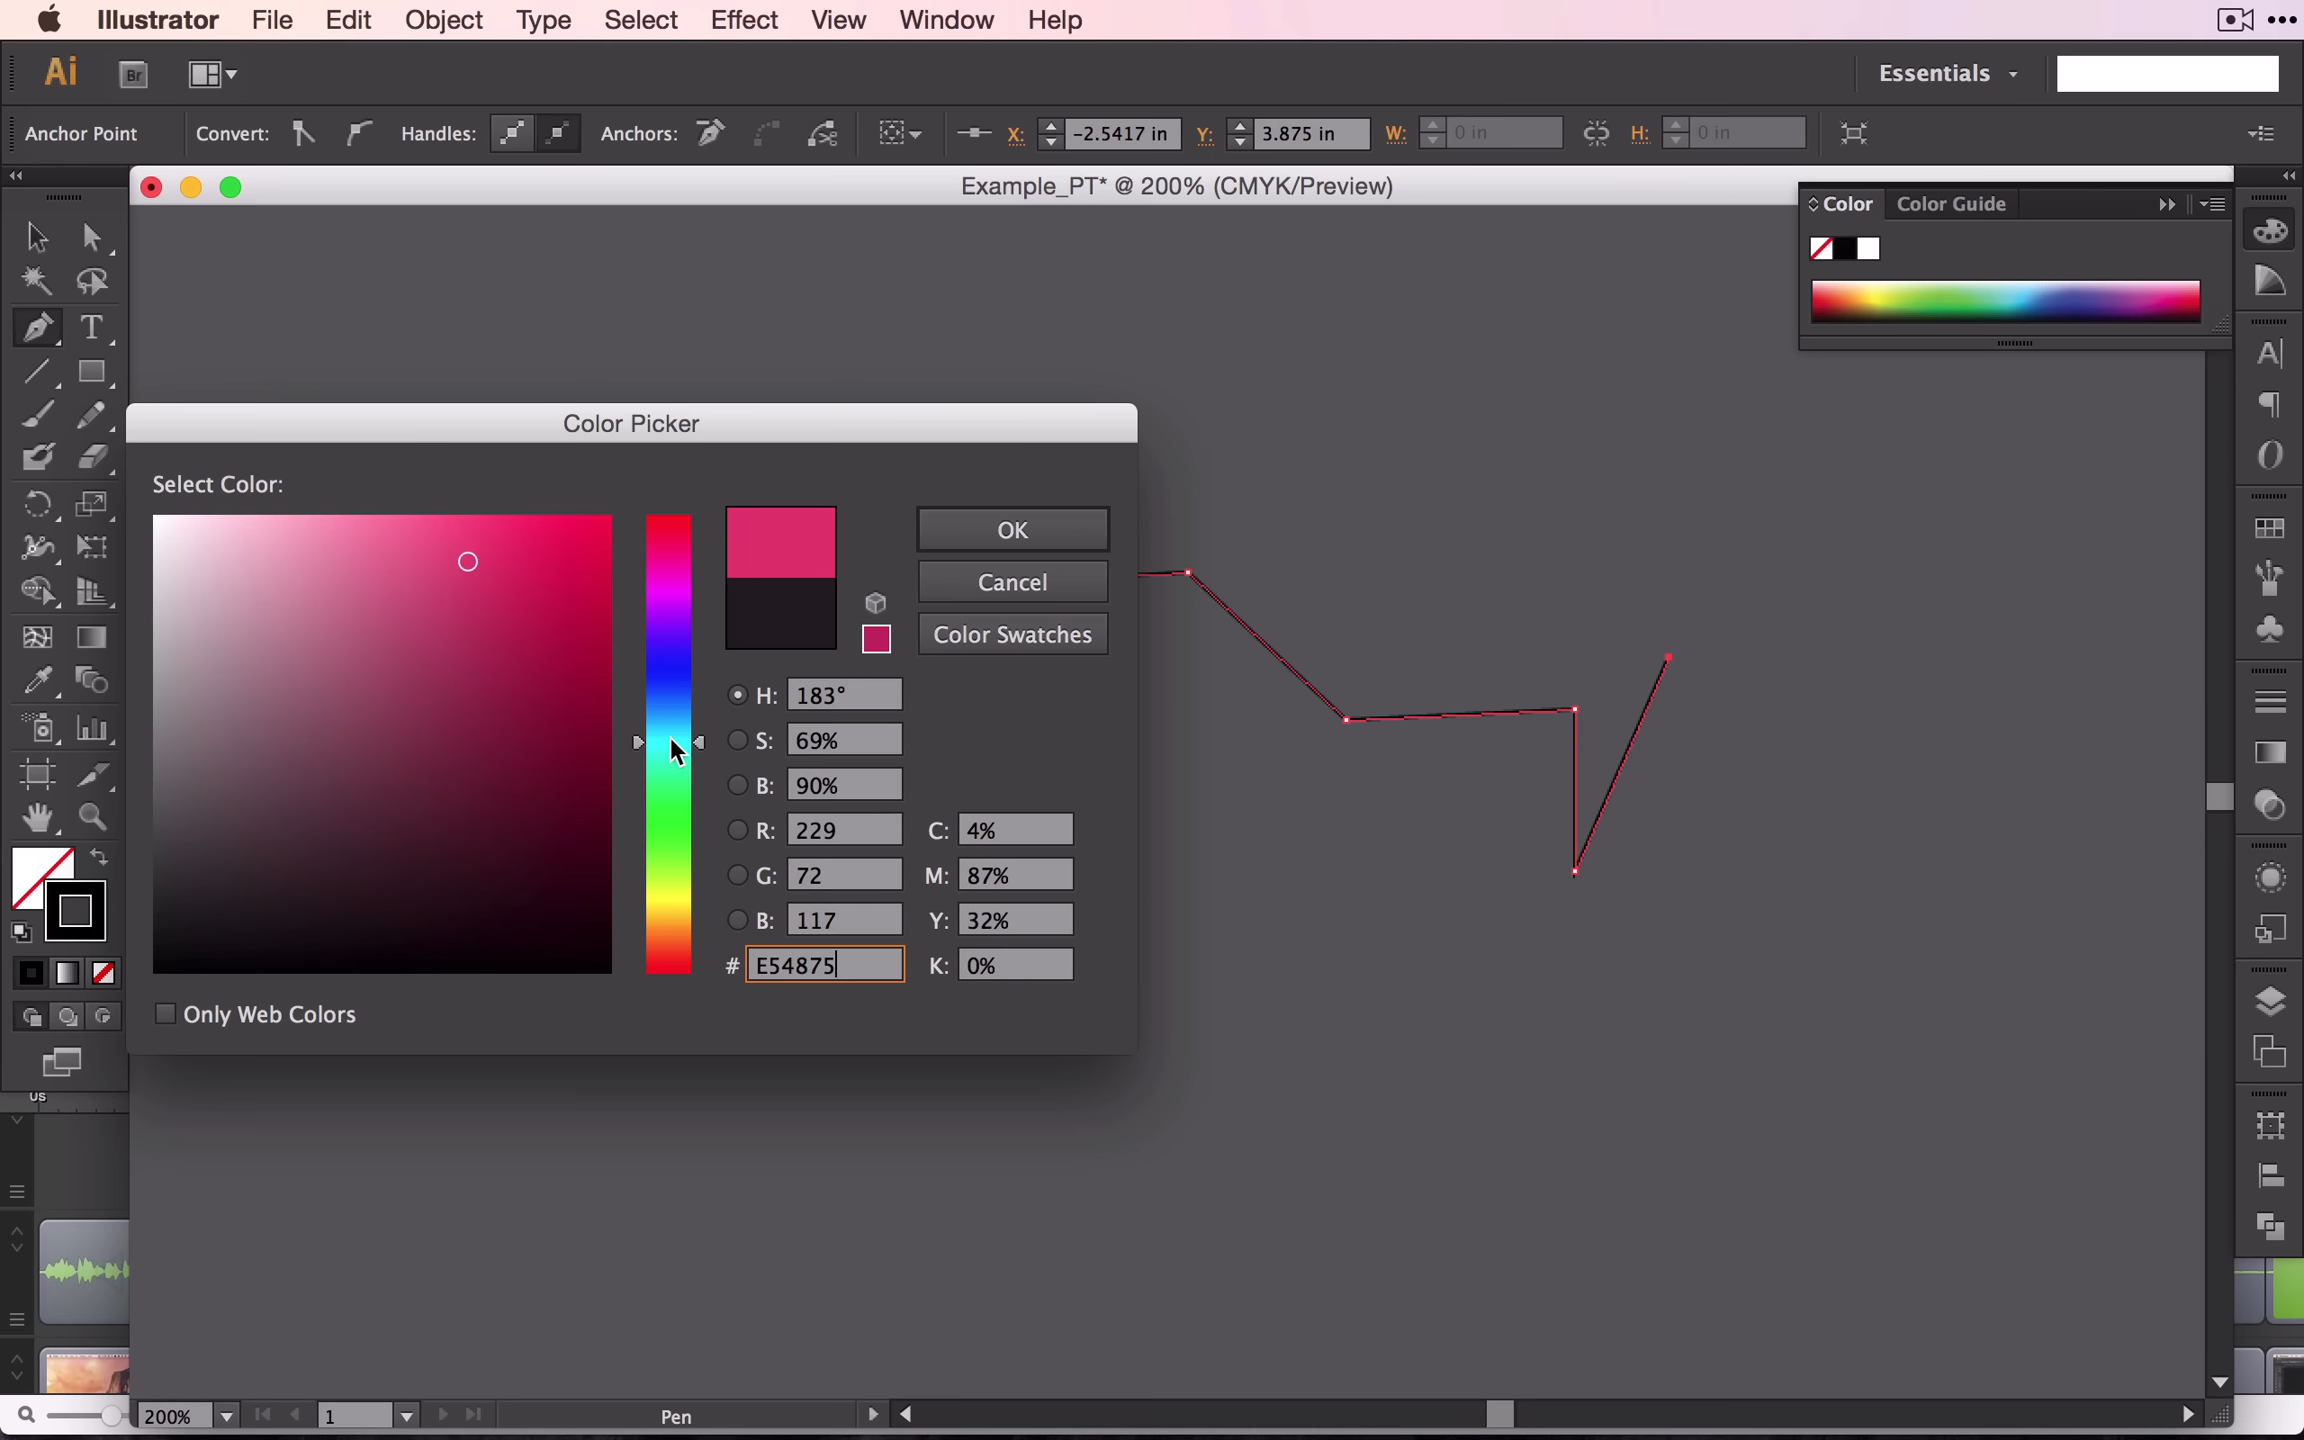 Illustrator File Edit Object Type Select Effect View Window Help
Ai Br Essentials
Anchor Point Convert: Handles: Anchors: X: -2.5417 in Y: 3.875 in W: 0 in H: 0 in
Example_PT* @ 200% (CMYK/Preview)
Color Color Guide
T
Color Picker
Select Color:
OK
Cancel
Color Swatches
H: 183°
S: 69%
B: 90%
R: 229 C: 4%
G: 72 M: 87%
B: 117 Y: 32%
# E54875 K: 0%
Only Web Colors
US
200% 1 Pen